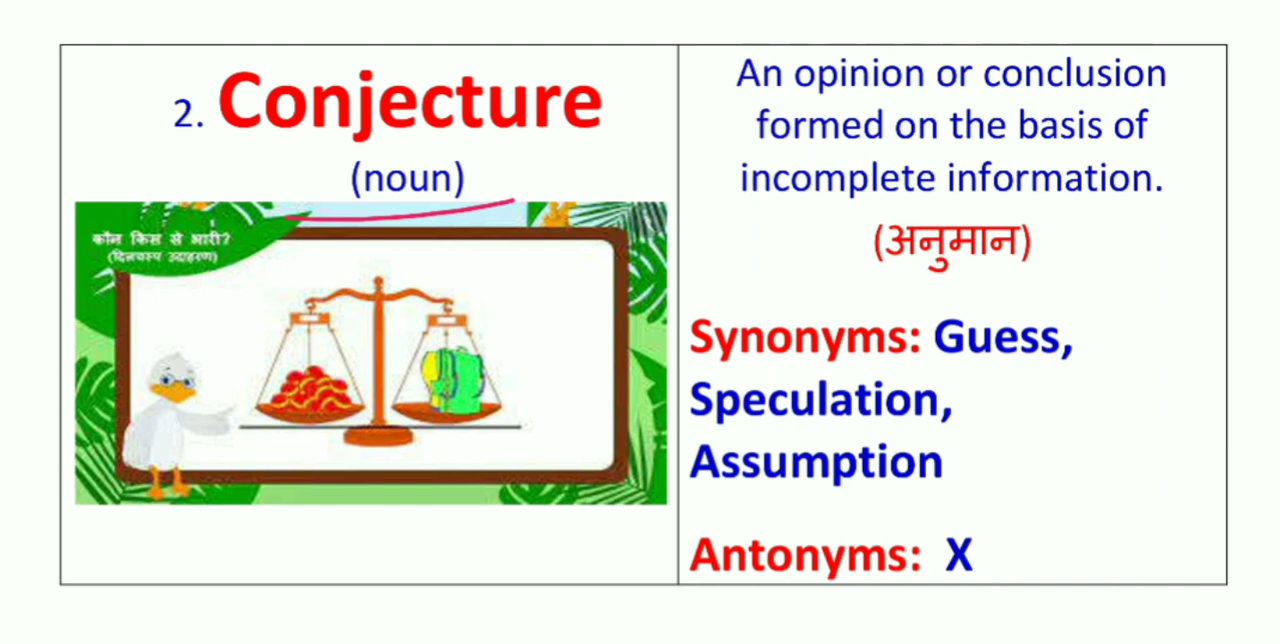 2. Conjecture
(noun)
कौन किस से भारी?
(दिलचस्प उदाहरण)
An opinion or conclusion
formed on the basis of
incomplete information.
(अनुमान)
Synonyms: Guess,
Speculation,
Assumption
Antonyms: X